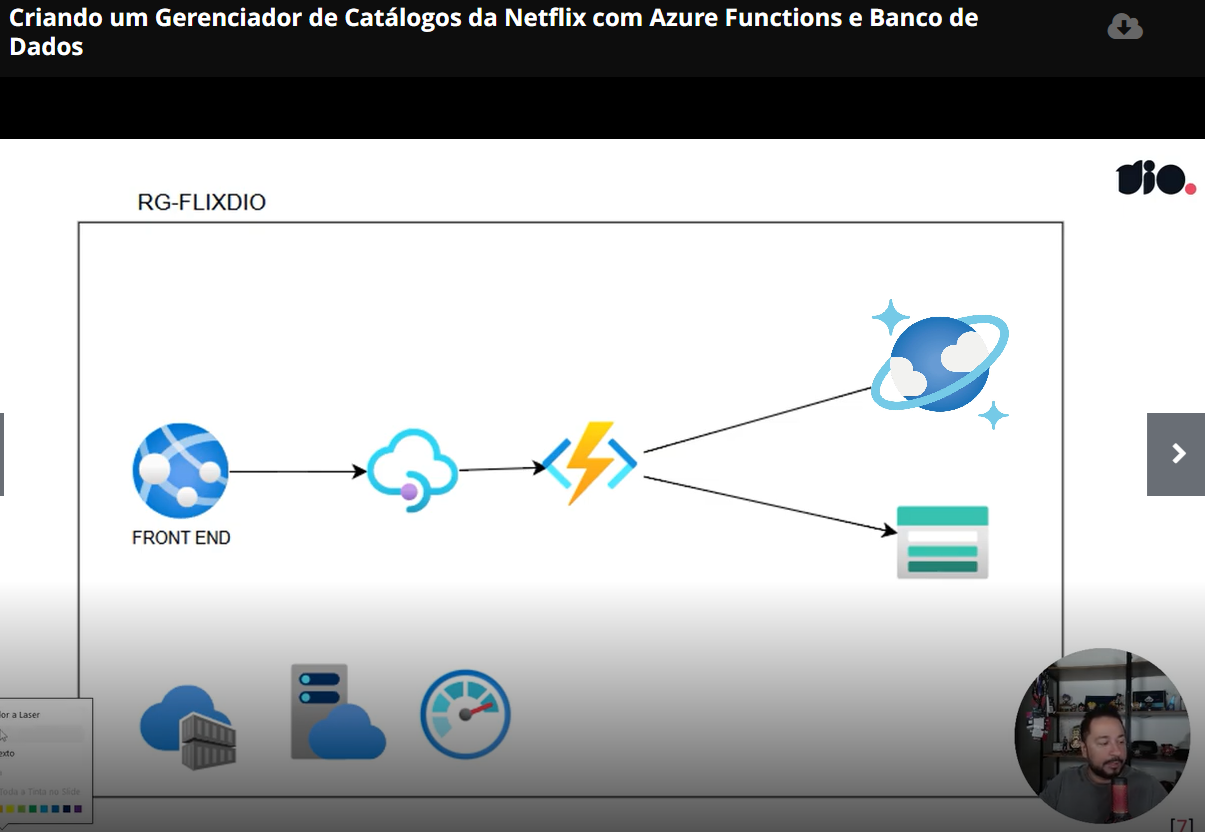 Criando um Gerenciador de Catálogos da Netflix com Azure Functions e Banco de
Dados
dio.
RG-FLIXDIO
FRONT END
or a Laser
exto
Toda a Tinta no Slide
[7]